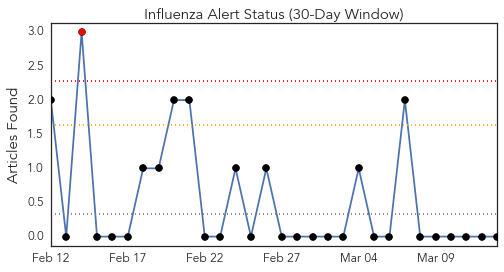 Influenza Alert Status (30-Day Window)
Articles Found
3.0
2.5
2.0
1.5
1.0
0.5
0.0
Feb 12 Feb 17 Feb 22 Feb 27 Mar 04 Mar 09